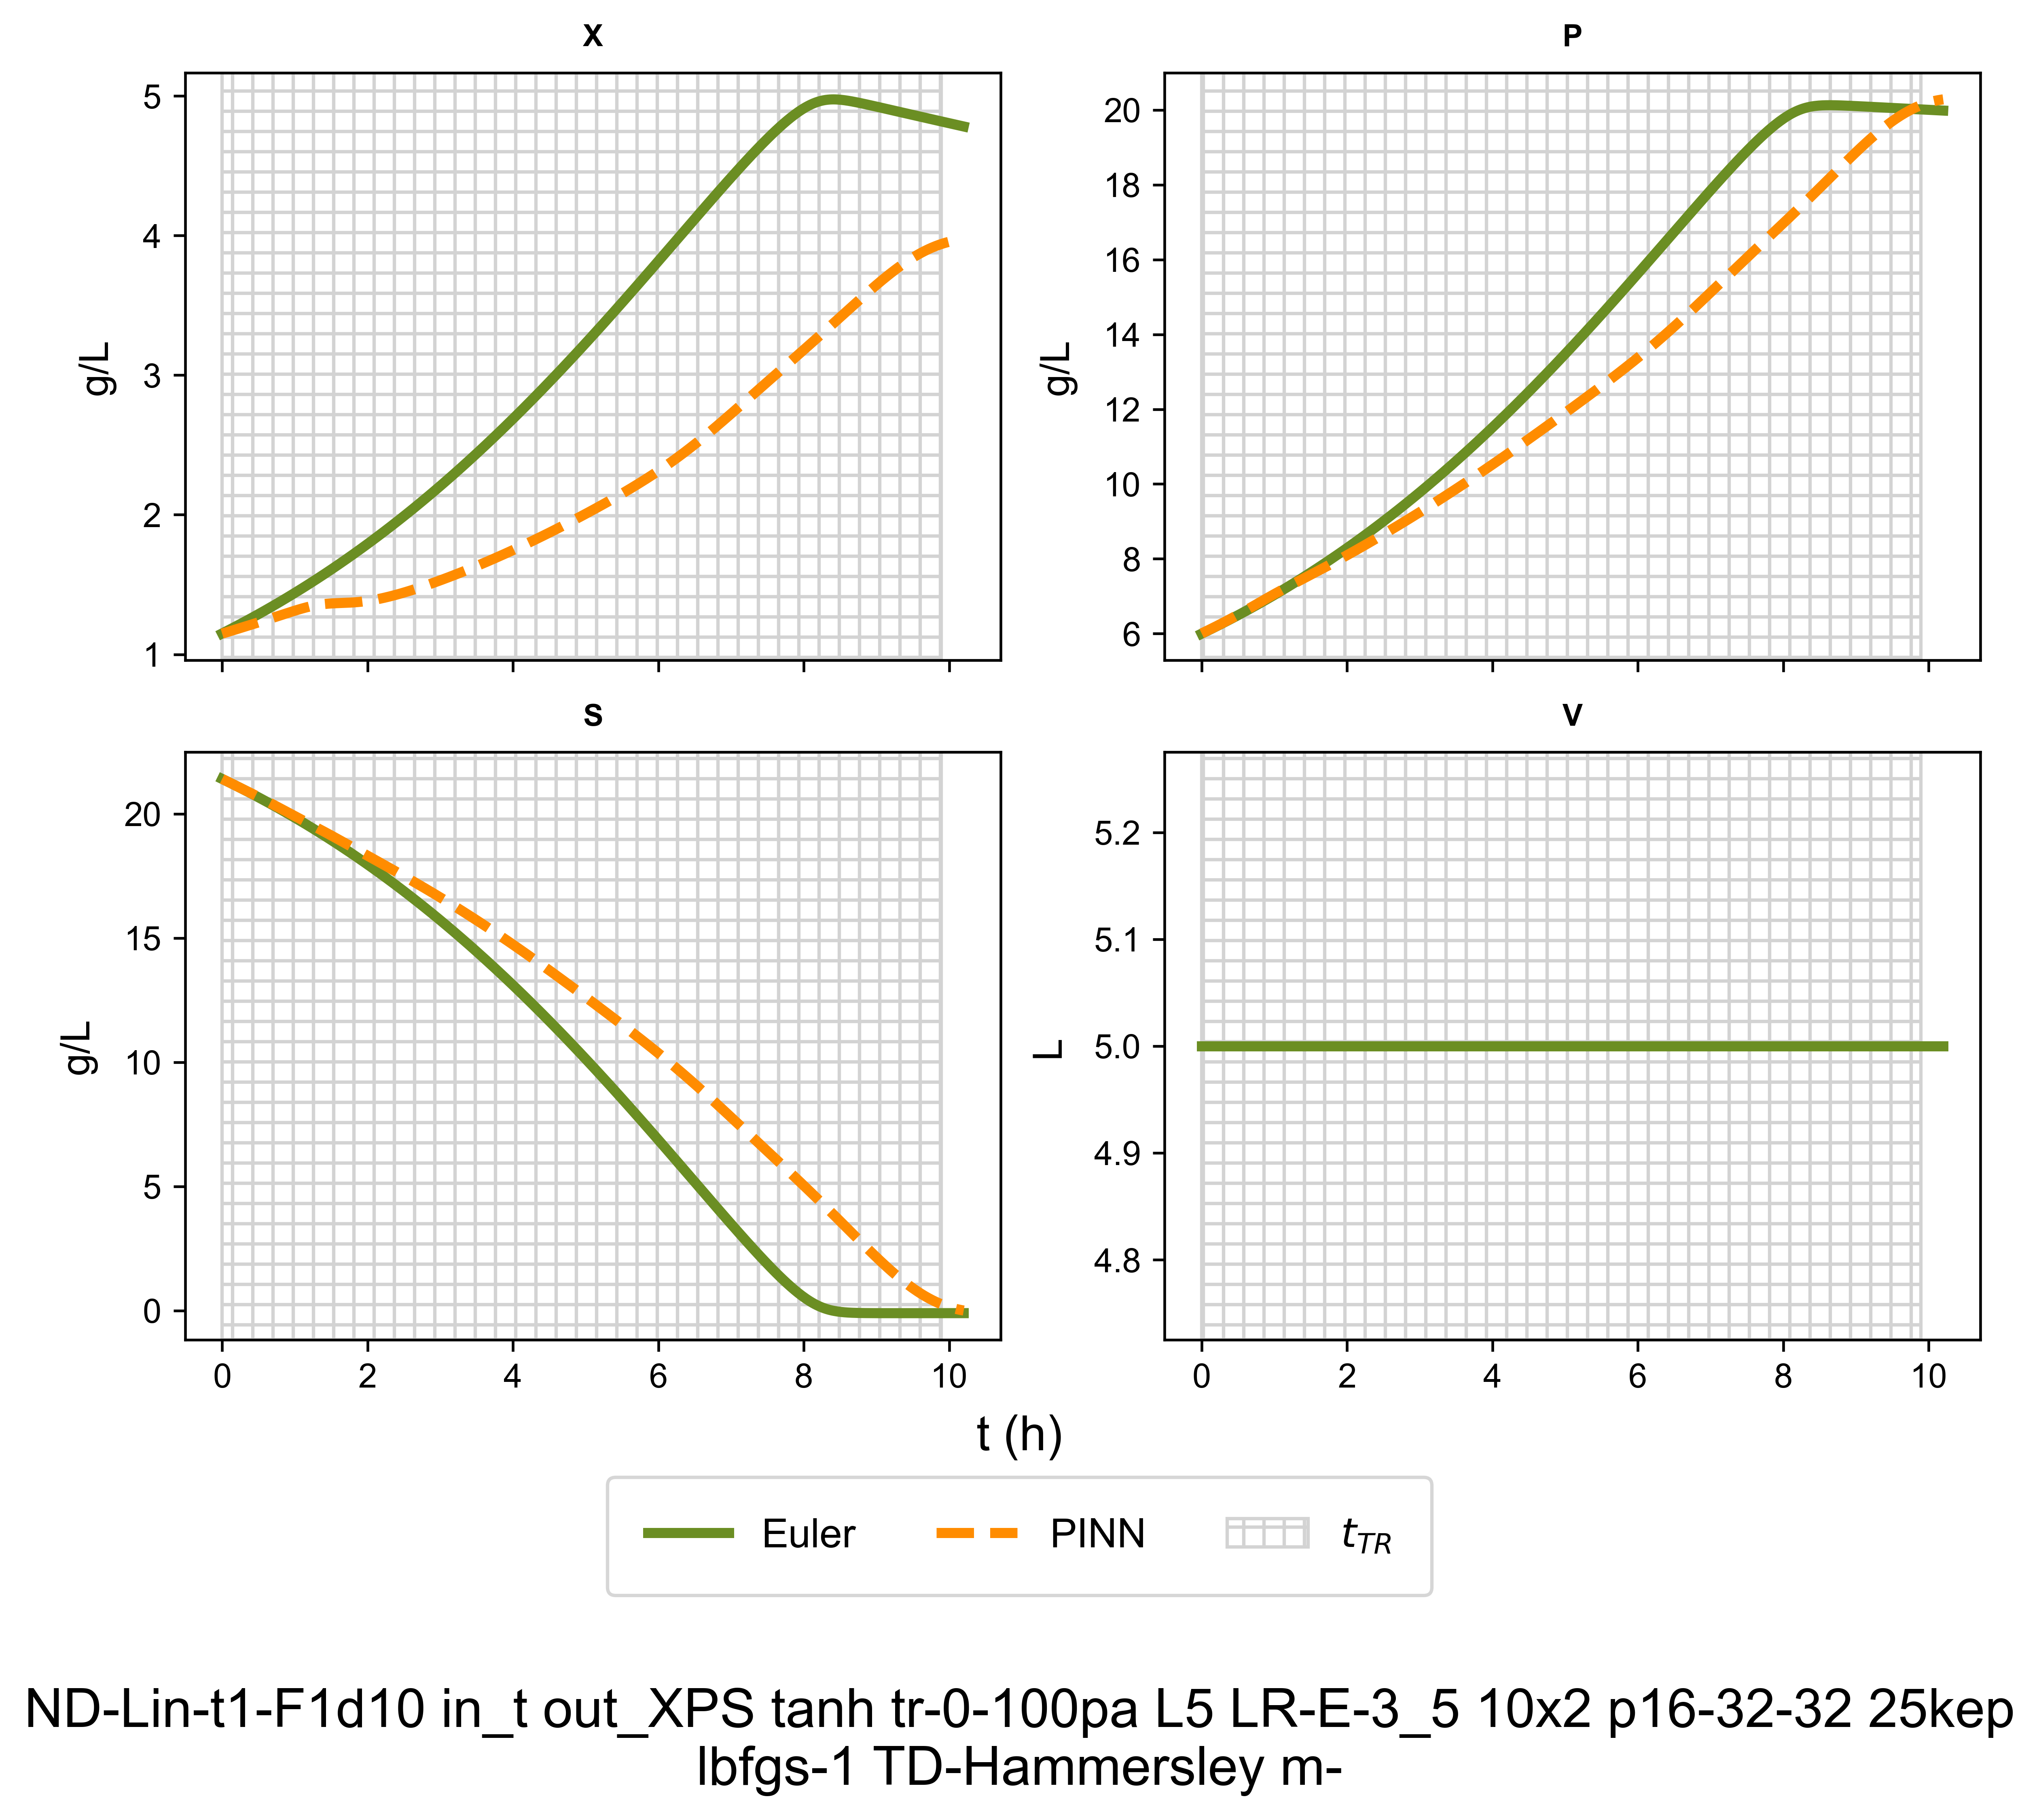 X
P
5
4
3
2
1
g/L
20
18
16
14
12
10
8
6
g/L
S
V
20
15
10
5
0
g/L
5.2
5.1
5.0
4.9
4.8
L
0 2 4 6 8 10
0 2 4 6 8 10
t (h)
Euler PINN t_TR
ND-Lin-t1-F1d10 in_t out_XPS tanh tr-0-100pa L5 LR-E-3_5 10x2 p16-32-32 25kep
lbfgs-1 TD-Hammersley m-